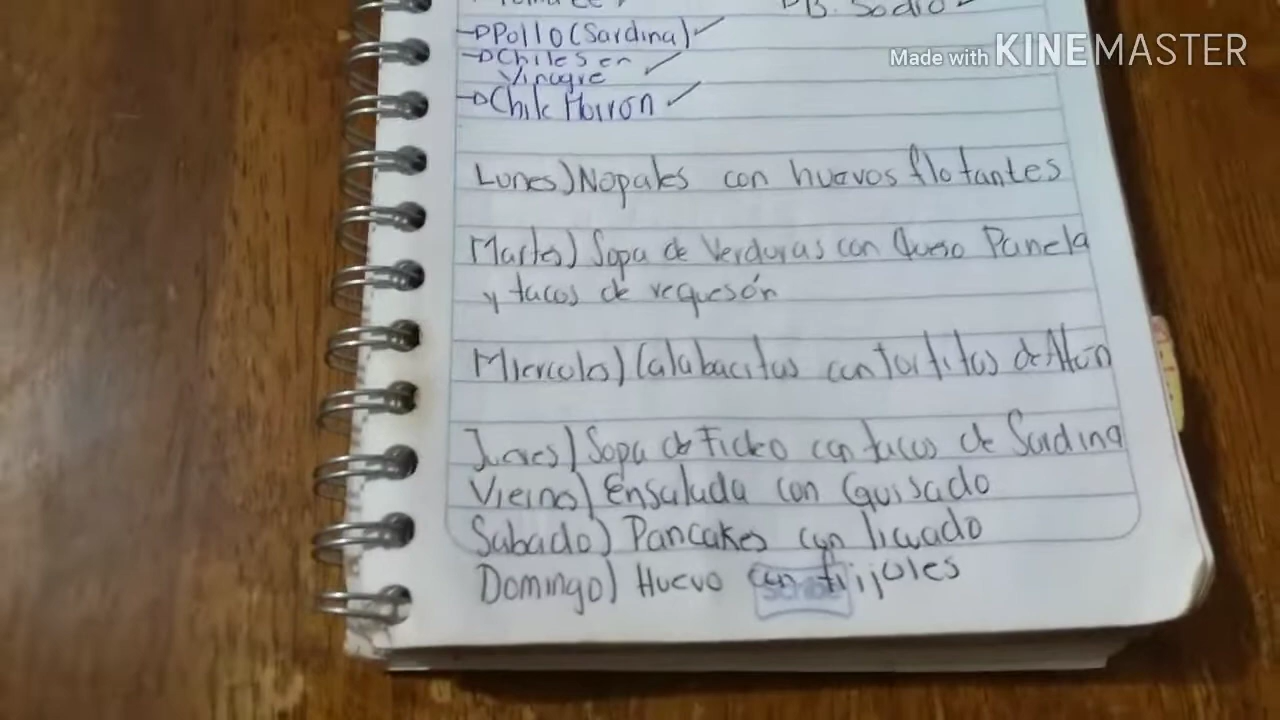 B. Sodio
Pollo (Sardina) ✓
Chiles en
Vinagre ✓
Chile Morron ✓
Made with KINEMASTER
Lunes) Nopales con huevos flotantes
Martes) Sopa de Verduras con Queso Panela
y tacos de requesón
Miercoles) Calabacitas con tortitas de Atún
Jueves) Sopa de Fideo con tacos de Sardina
Viernes) Ensalada con Guisado
Sabado) Pancakes con licuado
Domingo) Huevo con frijoles